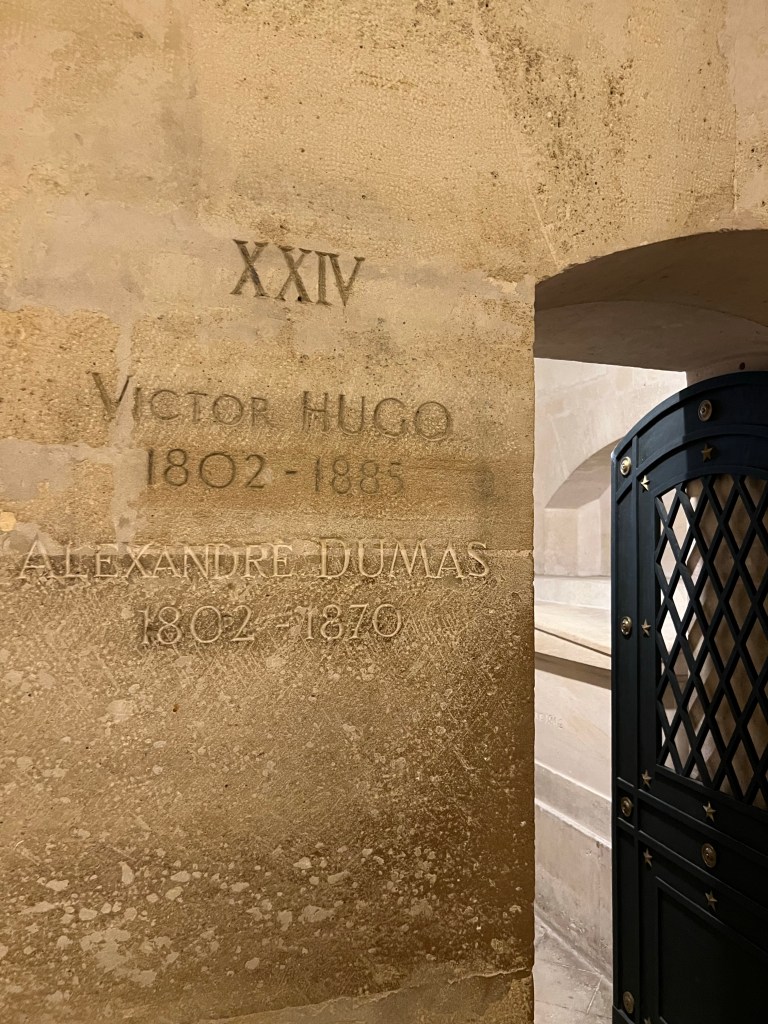 XXIV
VICTOR HUGO
1802 - 1885
ALEXANDRE DUMAS
1802 - 1870